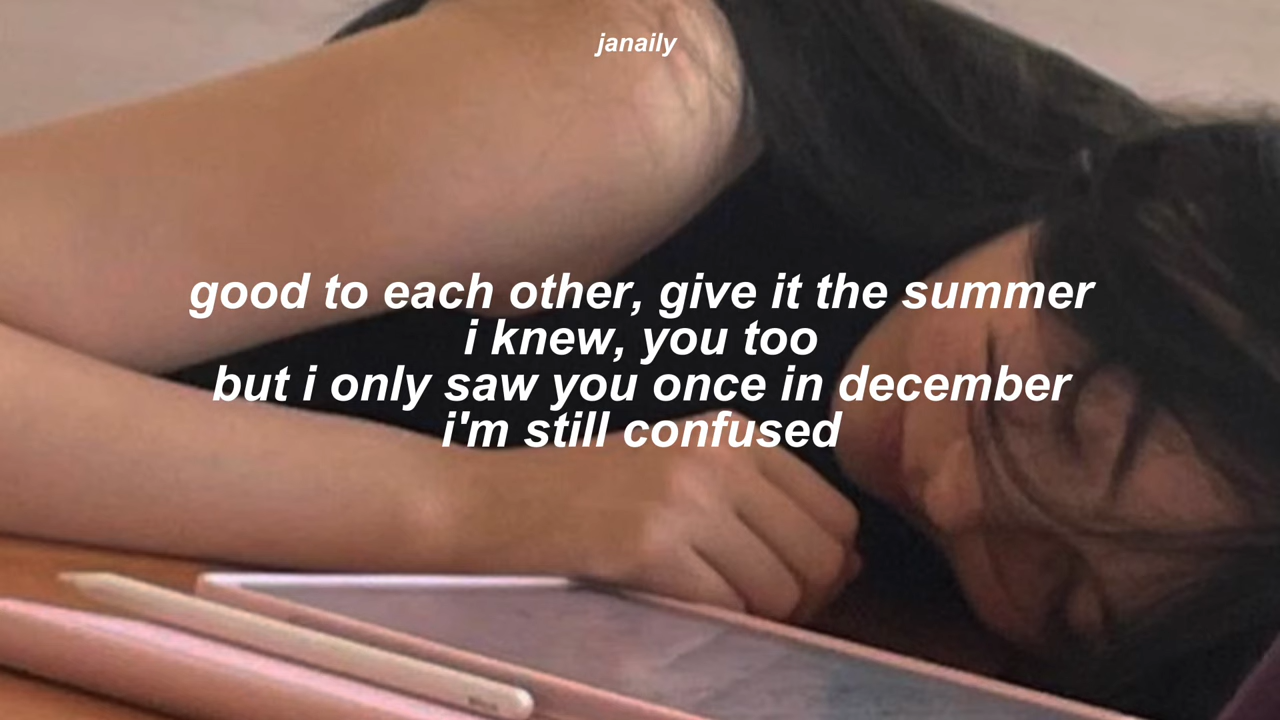 janaily
good to each other, give it the summer
i knew, you too
but i only saw you once in december
i'm still confused